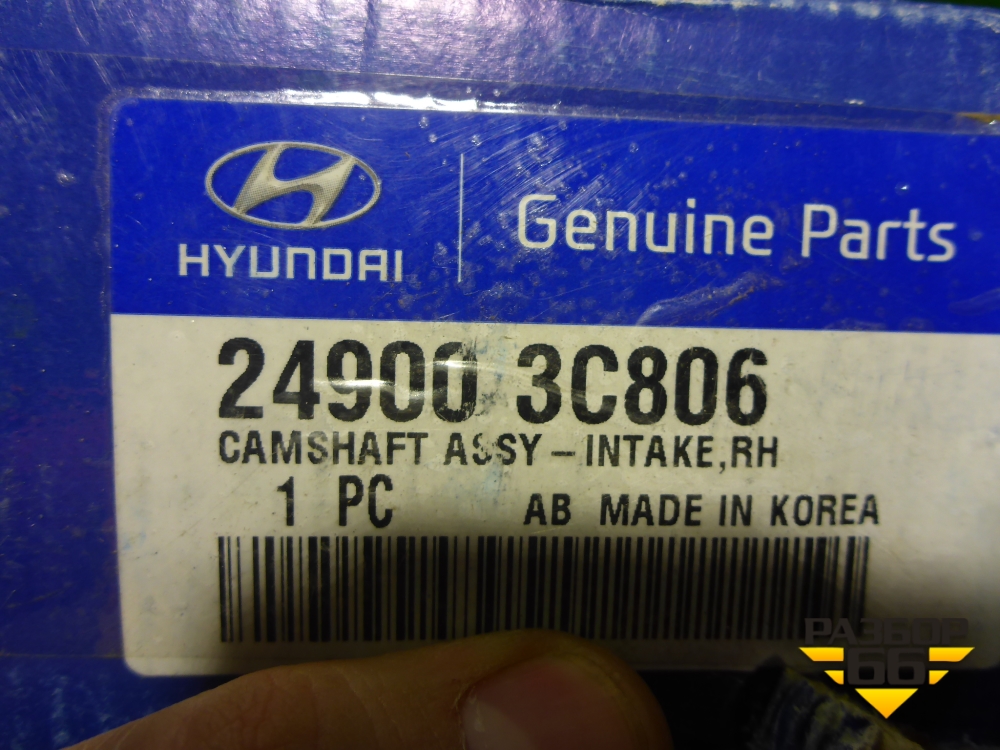 HYUNDAI
Genuine Parts
24900 3C806
CAMSHAFT ASSY-INTAKE,RH
1 PC AB MADE IN KOREA
РАЗБОР
66